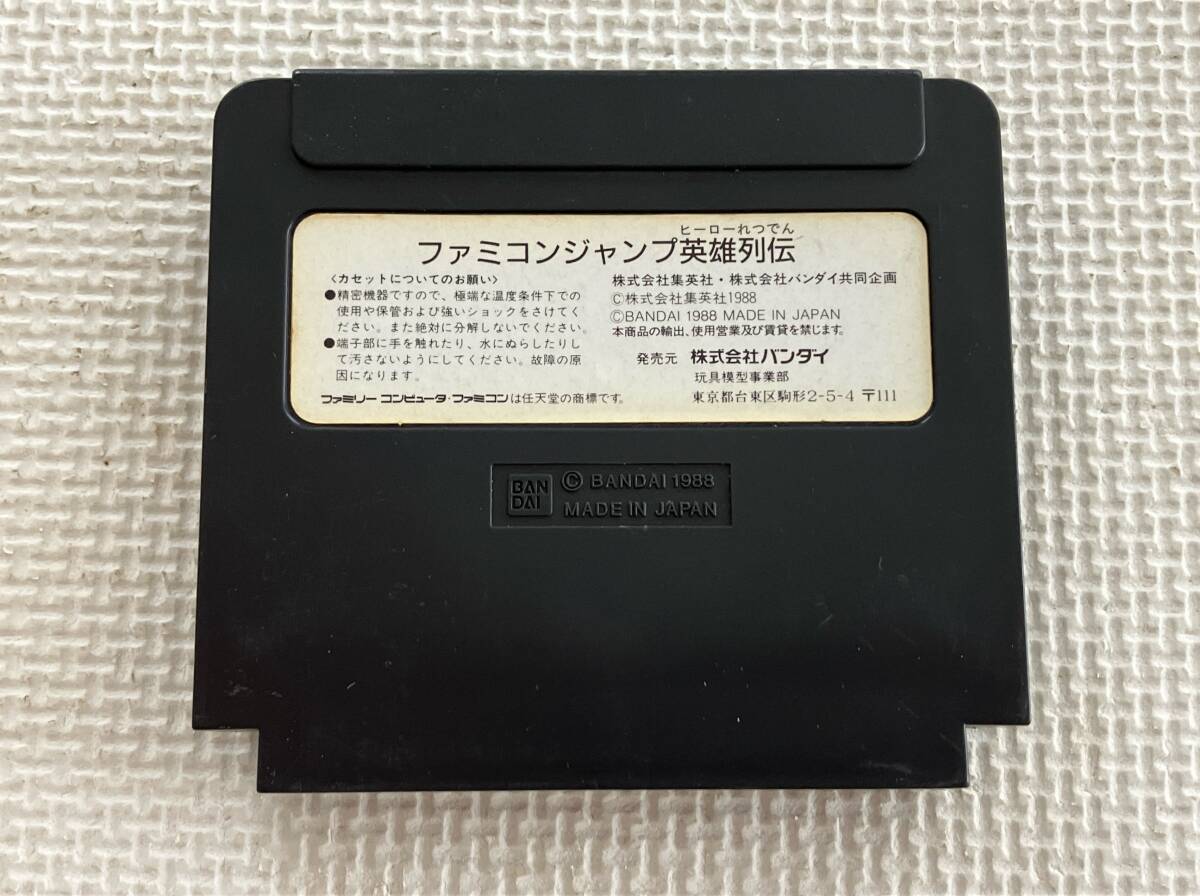 ヒーローれつでん
ファミコンジャンプ英雄列伝
〈カセットについてのお願い〉
●精密機器ですので、極端な温度条件下での
使用や保管および強いショックをさけてく
ださい。また絶対に分解しないでください。
●端子部に手を触れたり、水にぬらしたりし
て汚さないようにしてください。故障の原
因になります。
ファミリーコンピュータ・ファミコンは任天堂の商標です。
株式会社集英社・株式会社バンダイ共同企画
©株式会社集英社1988
©BANDAI 1988 MADE IN JAPAN
本商品の輸出、使用営業及び賃貸を禁じます。
発売元 株式会社バンダイ
玩具模型事業部
東京都台東区駒形2-5-4 〒111
BAN
DAI
© BANDAI 1988
MADE IN JAPAN